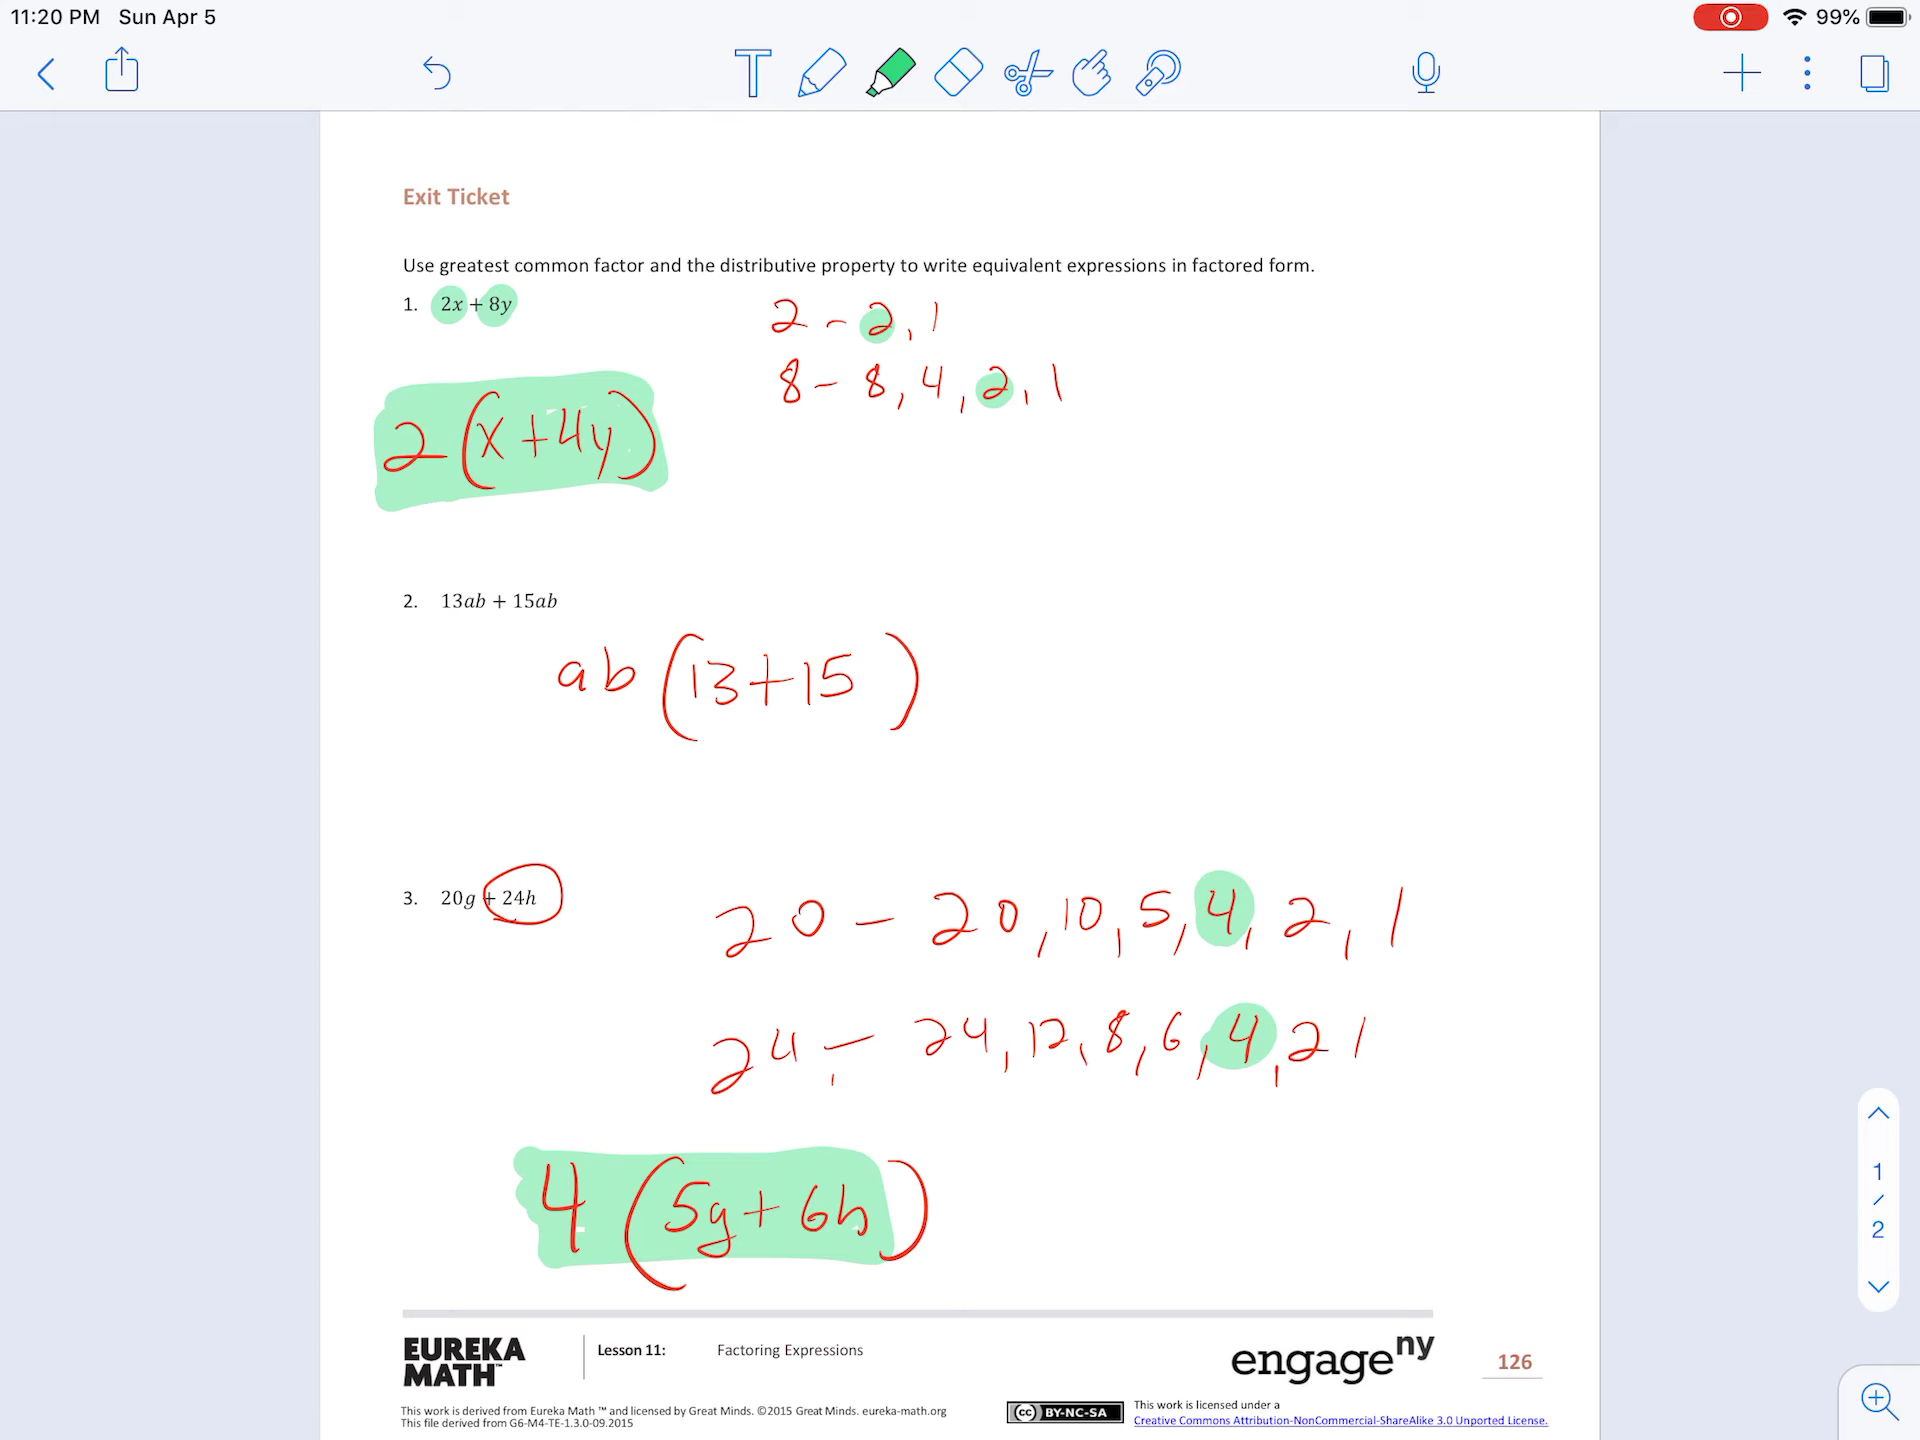 11:20 PM Sun Apr 5 99%
T
Exit Ticket
Use greatest common factor and the distributive property to write equivalent expressions in factored form.
1. 2x + 8y
2 - 2, 1
8 - 8, 4, 2, 1
2 (x + 4y)
2. 13ab + 15ab
ab (13 + 15 )
3. 20g + 24h
20 - 20, 10, 5, 4, 2, 1
24 - 24, 12, 8, 6, 4, 2 1
4 (5g + 6h)
1 / 2
EUREKA MATH™
Lesson 11: Factoring Expressions
engage ny
126
This work is derived from Eureka Math ™ and licensed by Great Minds. ©2015 Great Minds. eureka-math.org
This file derived from G6-M4-TE-1.3.0-09.2015
cc BY-NC-SA
This work is licensed under a
Creative Commons Attribution-NonCommercial-ShareAlike 3.0 Unported License.